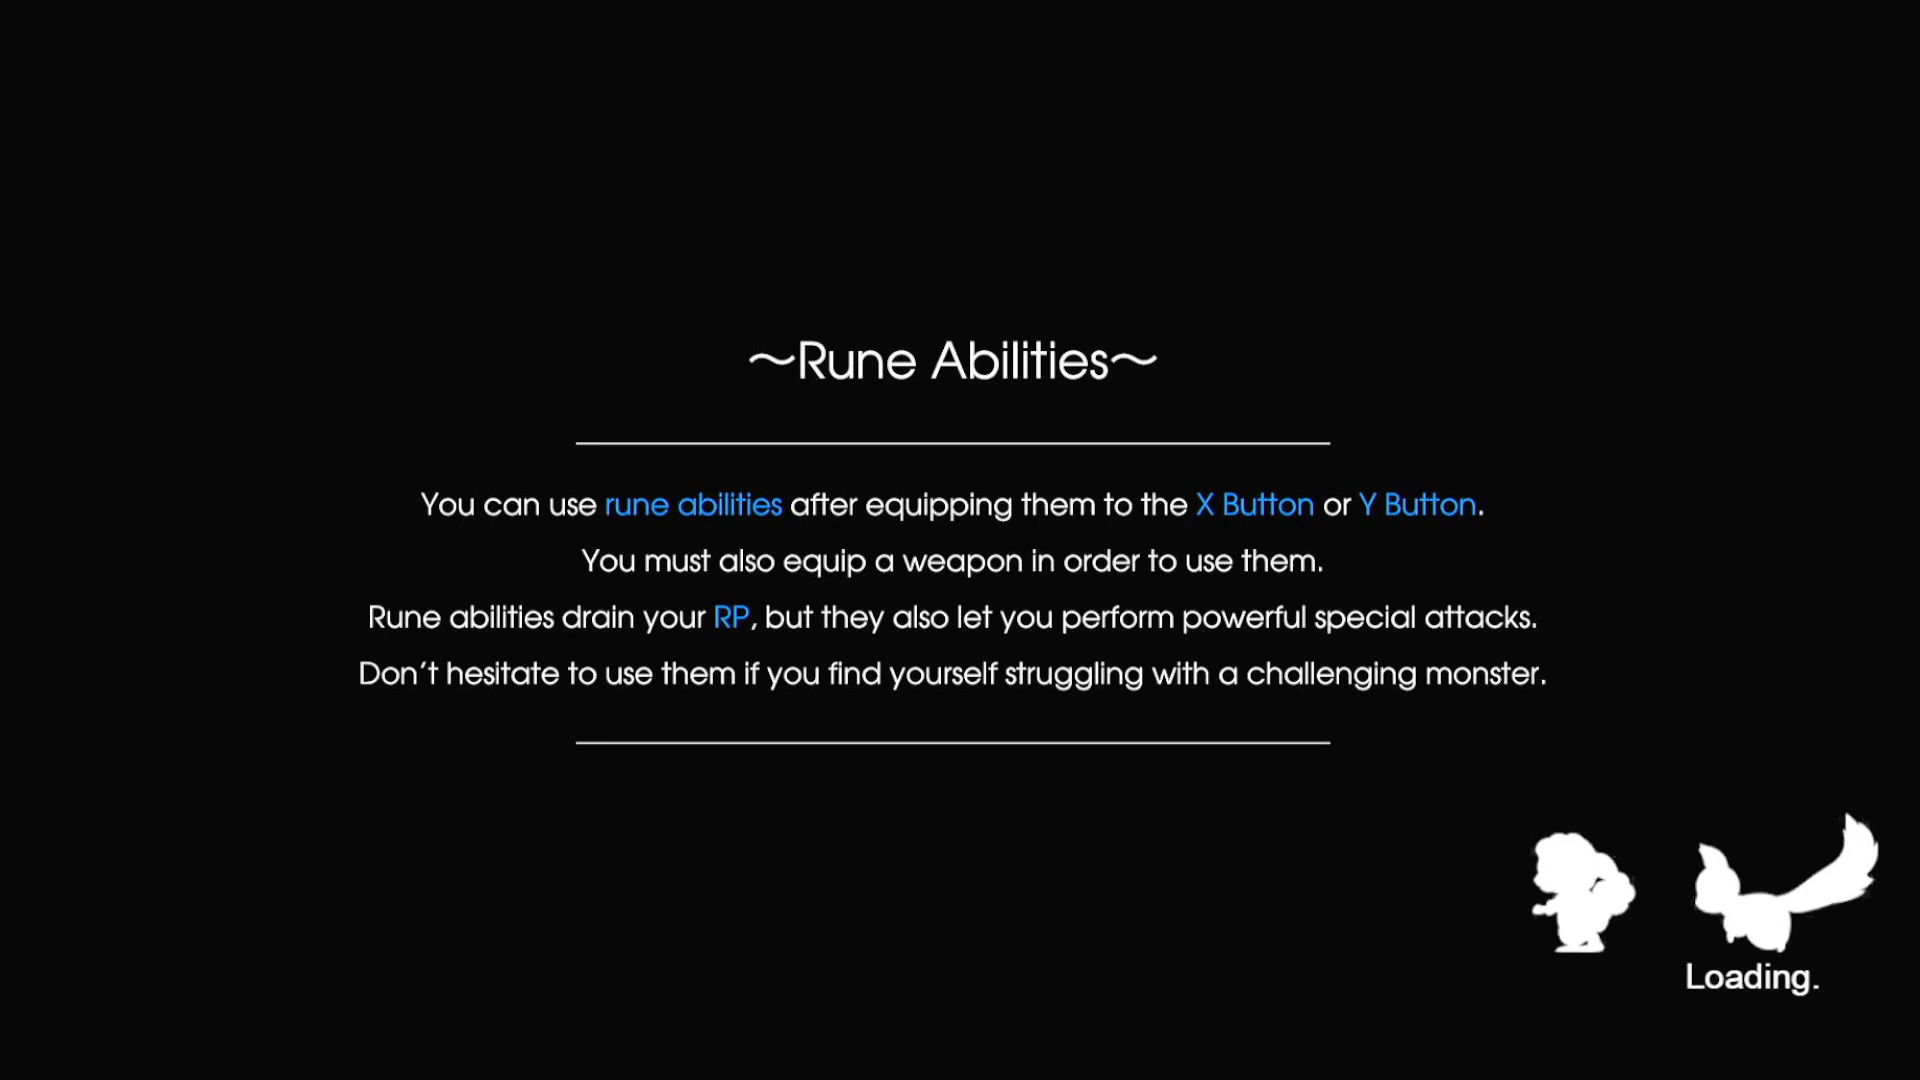 ～Rune Abilities～
You can use rune abilities after equipping them to the X Button or Y Button.
You must also equip a weapon in order to use them.
Rune abilities drain your RP, but they also let you perform powerful special attacks.
Don’t hesitate to use them if you find yourself struggling with a challenging monster.
Loading.